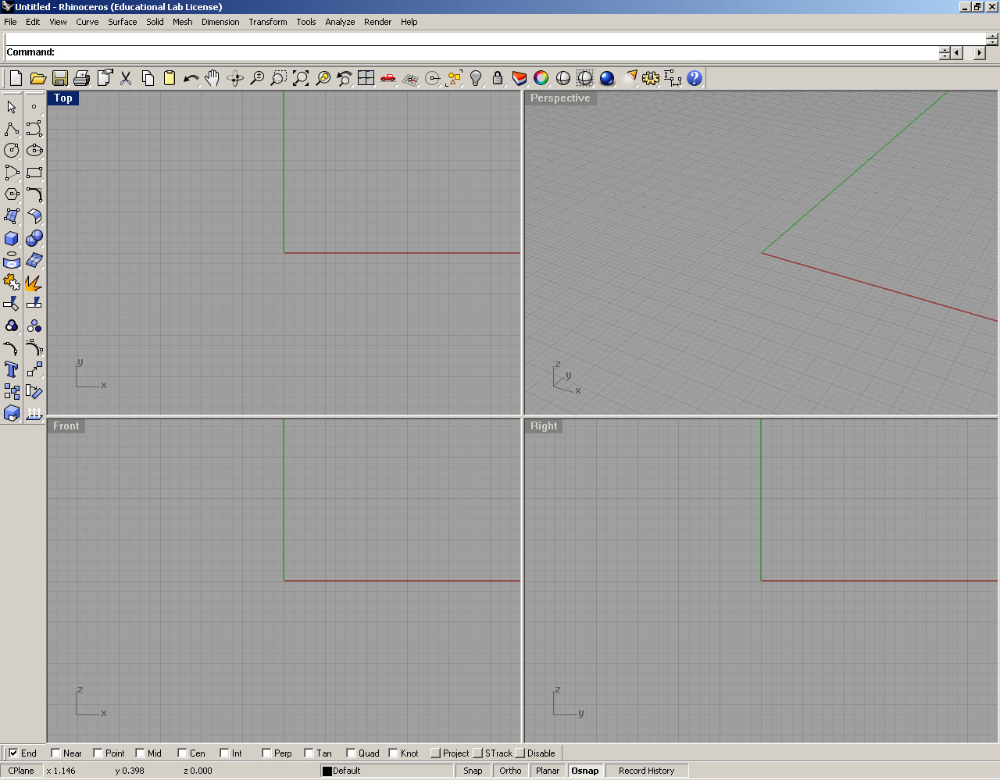 Untitled - Rhinoceros (Educational Lab License)
File Edit View Curve Surface Solid Mesh Dimension Transform Tools Analyze Render Help
Command:
Top
Perspective
y
x
z
y
x
Front
Right
z
x
z
y
End Near Point Mid Cen Int Perp Tan Quad Knot Project STrack Disable
CPlane x 1.146 y 0.398 z 0.000 Default Snap Ortho Planar Osnap Record History